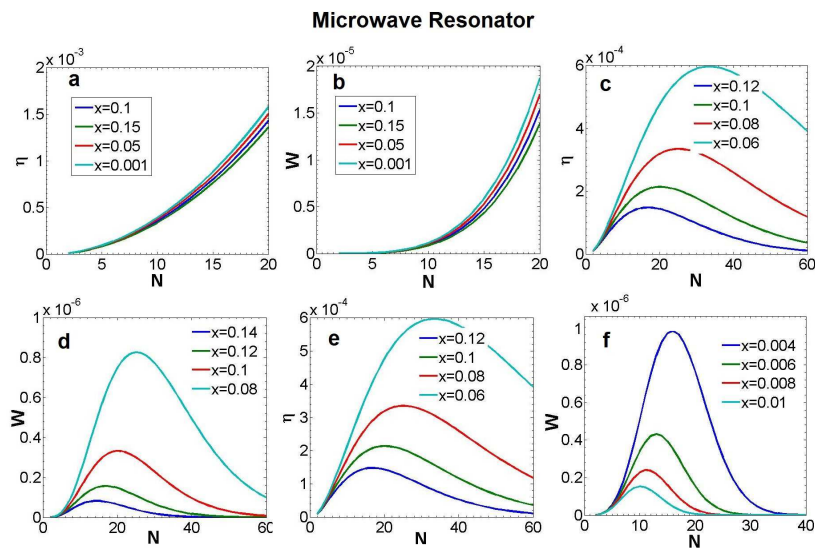 Microwave Resonator
x 10⁻³
a
2
1.5
1
0.5
0
η
x=0.1
x=0.15
x=0.05
x=0.001
0 5 10 15 20
N
x 10⁻⁵
b
2
1.5
1
0.5
0
W
x=0.1
x=0.15
x=0.05
x=0.001
0 5 10 15 20
N
x 10⁻⁴
c
6
4
2
0
η
x=0.12
x=0.1
x=0.08
x=0.06
0 20 40 60
N
x 10⁻⁶
d
1
0.8
0.6
0.4
0.2
0
W
x=0.14
x=0.12
x=0.1
x=0.08
0 20 40 60
N
x 10⁻⁴
e
6
4
2
0
η
x=0.12
x=0.1
x=0.08
x=0.06
0 20 40 60
N
x 10⁻⁶
f
1
0.8
0.6
0.4
0.2
0
W
x=0.004
x=0.006
x=0.008
x=0.01
0 10 20 30 40
N